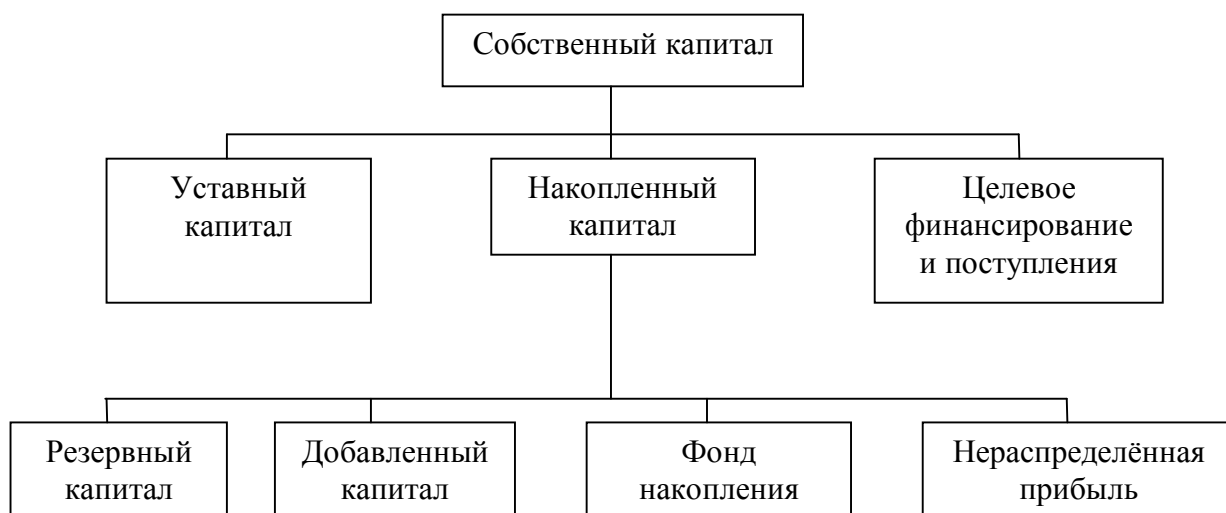 Собственный капитал
Уставный
капитал
Накопленный
капитал
Целевое
финансирование
и поступления
Резервный
капитал
Добавленный
капитал
Фонд
накопления
Нераспределённая
прибыль